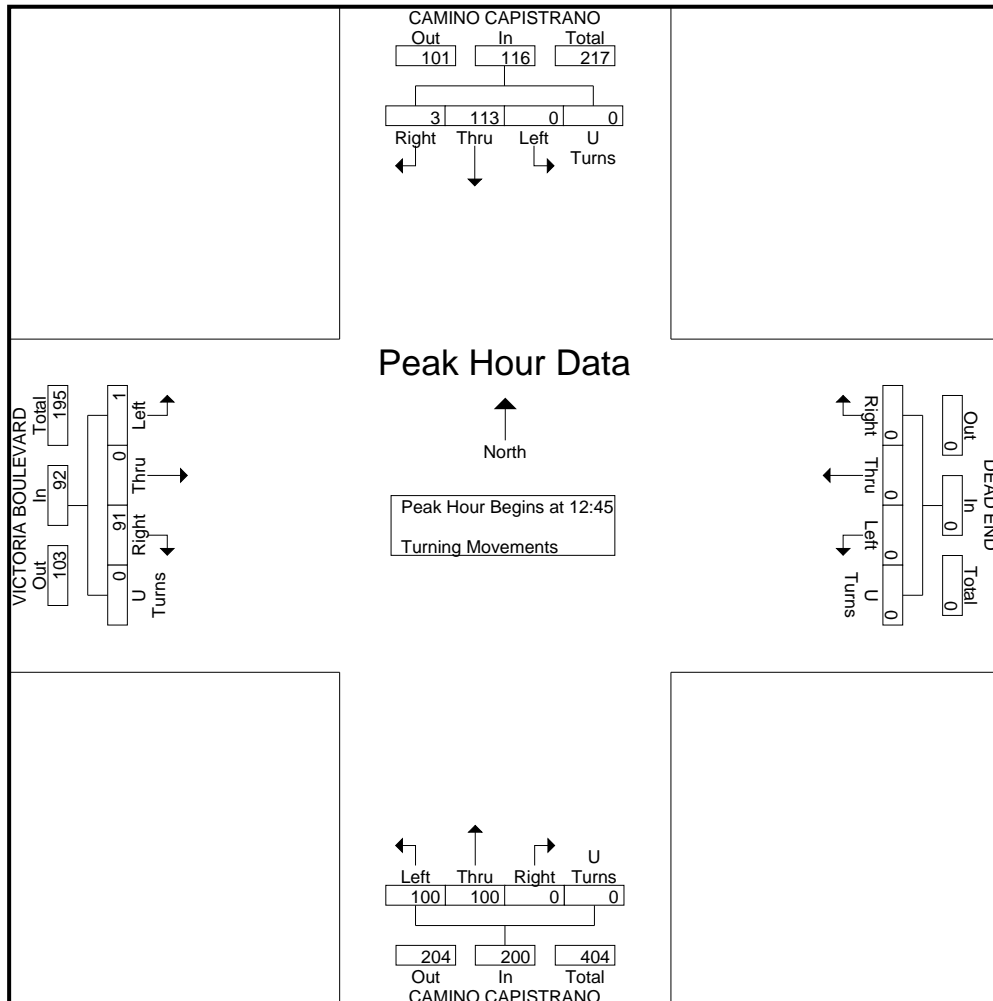 CAMINO CAPISTRANO
Out In Total
101 116 217
3 113 0 0
Right Thru Left U
Turns
Peak Hour Data
North
Peak Hour Begins at 12:45
Turning Movements
VICTORIA BOULEVARD
Out In Total
103 92 195
0 91 0 1
U Right Thru Left
Turns
DEAD END
Out In Total
0 0 0
0 0 0 0
Right Thru Left U
Turns
U
Left Thru Right Turns
100 100 0 0
204 200 404
Out In Total
CAMINO CAPISTRANO